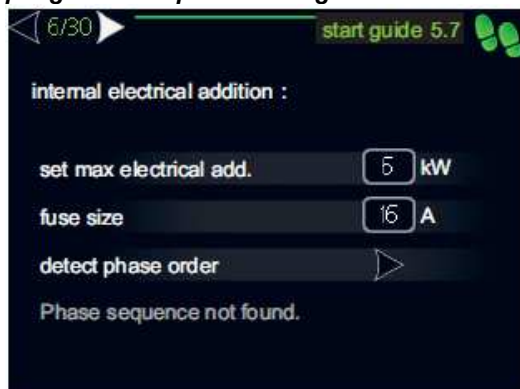 6/30 start guide 5.7
internal electrical addition :
set max electrical add. kW
fuse size 16 A
detect phase order
Phase sequence not found.